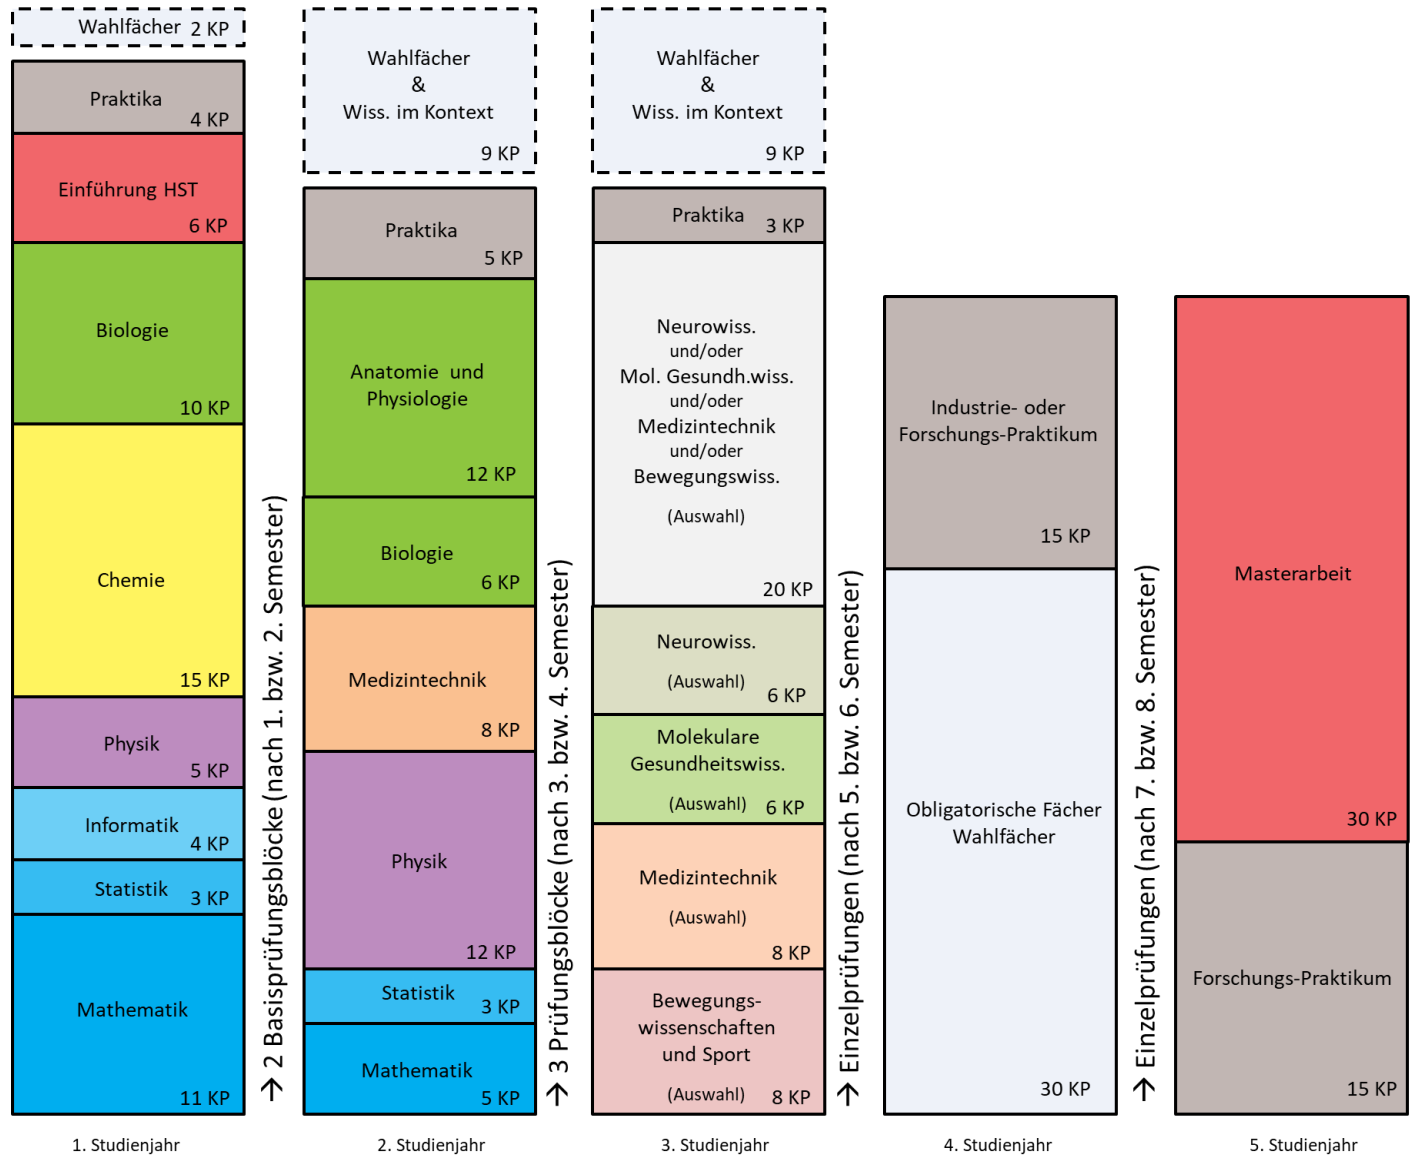 Wahlfächer 2 KP
Praktika
4 KP
Einführung HST
6 KP
Biologie
10 KP
Chemie
15 KP
Physik
5 KP
Informatik
4 KP
Statistik
3 KP
Mathematik
11 KP
1. Studienjahr
→ 2 Basisprüfungsblöcke (nach 1. bzw. 2. Semester)
Wahlfächer
&
Wiss. im Kontext
9 KP
Praktika
5 KP
Anatomie und
Physiologie
12 KP
Biologie
6 KP
Medizintechnik
8 KP
Physik
12 KP
Statistik
3 KP
Mathematik
5 KP
2. Studienjahr
→ 3 Prüfungsblöcke (nach 3. bzw. 4. Semester)
Wahlfächer
&
Wiss. im Kontext
9 KP
Praktika 3 KP
Neurowiss.
und/oder
Mol. Gesundh.wiss.
und/oder
Medizintechnik
und/oder
Bewegungswiss.
(Auswahl)
20 KP
Neurowiss.
(Auswahl) 6 KP
Molekulare
Gesundheitswiss.
(Auswahl) 6 KP
Medizintechnik
(Auswahl)
8 KP
Bewegungs-
wissenschaften
und Sport
(Auswahl) 8 KP
3. Studienjahr
→ Einzelprüfungen (nach 5. bzw. 6. Semester)
Industrie- oder
Forschungs-Praktikum
15 KP
Obligatorische Fächer
Wahlfächer
30 KP
4. Studienjahr
→ Einzelprüfungen (nach 7. bzw. 8. Semester)
Masterarbeit
30 KP
Forschungs-Praktikum
15 KP
5. Studienjahr